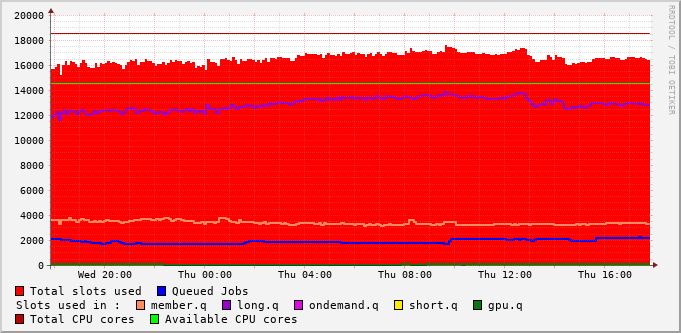 20000
18000
16000
14000
12000
10000
8000
6000
4000
2000
0
Wed 20:00 Thu 00:00 Thu 04:00 Thu 08:00 Thu 12:00 Thu 16:00
Total slots used Queued Jobs
Slots used in : member.q long.q ondemand.q short.q gpu.q
Total CPU cores Available CPU cores
RRDTOOL / TOBI OETIKER